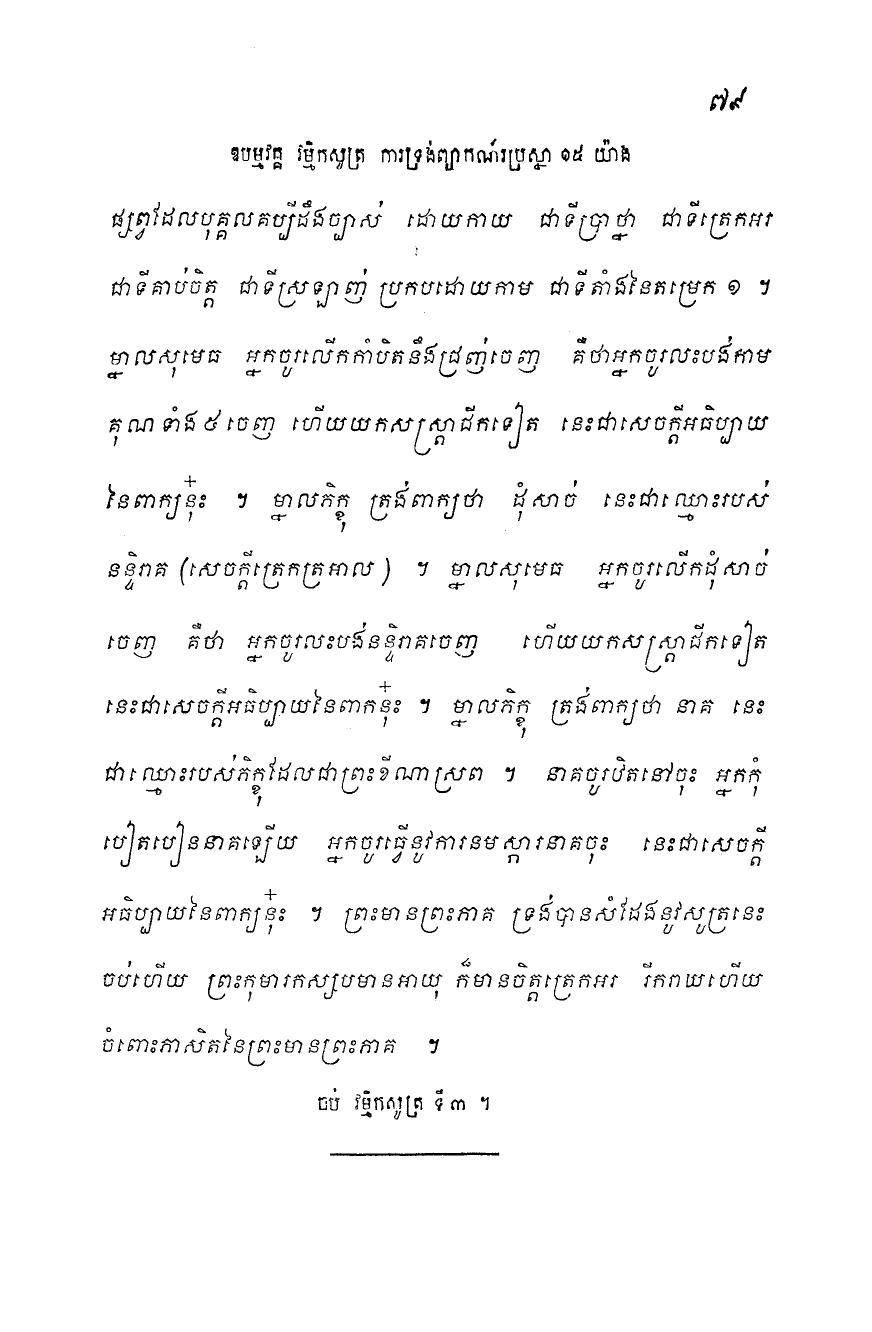 ៧៩
ឱបម្មវគ្គ វម្មិកសូត្រ ការទ្រង់ព្យាករណ៍ប្រស្នា ១៥ យ៉ាង
ផ្សព្វដែលបុគ្គលគប្បីដឹងច្បាស់ ដោយកាយ ជាទីប្រាថ្នា ជាទីត្រេកអរ
ជាទីគាប់ចិត្ត ជាទីស្រឡាញ់ ប្រកបដោយកាម ជាទីតាំងនៃតម្រេក ១ ។
ម្នាលសុមេធ អ្នកចូរលើកកាំបិតនឹងជ្រញ់ចេញ គឺថាអ្នកចូរលះបង់កាម
គុណទាំង៥ចេញ ហើយយកសស្ត្រាជីកទៀត នេះជាសេចក្តីអធិប្បាយ
នៃពាក្យនុ៎ះ ។ ម្នាលភិក្ខុ ត្រង់ពាក្យថា ដុំសាច់ នេះជាឈ្មោះរបស់
នន្ទិរាគ (សេចក្តីត្រេកត្រអាល) ។ ម្នាលសុមេធ អ្នកចូរលើកដុំសាច់
ចេញ គឺថា អ្នកចូរលះបង់នន្ទិរាគចេញ ហើយយកសស្ត្រាជីកទៀត
នេះជាសេចក្តីអធិប្បាយនៃពាកនុ៎ះ ។ ម្នាលភិក្ខុ ត្រង់ពាក្យថា នាគ នេះ
ជាឈ្មោះរបស់ភិក្ខុដែលជាព្រះខីណាស្រព ។ នាគចូរឋិតនៅចុះ អ្នកកុំ
បៀតបៀននាគឡើយ អ្នកចូរធ្វើនូវការនមស្ការនាគចុះ នេះជាសេចក្តី
អធិប្បាយនៃពាក្យនុ៎ះ ។ ព្រះមានព្រះភាគ ទ្រង់បានសំដែងនូវសូត្រនេះ
ចប់ហើយ ព្រះកុមារកស្សបមានអាយុ ក៏មានចិត្តត្រេកអរ រីករាយហើយ
ចំពោះភាសិតនៃព្រះមានព្រះភាគ ។
ចប់ វម្មិកសូត្រ ទី៣ ។